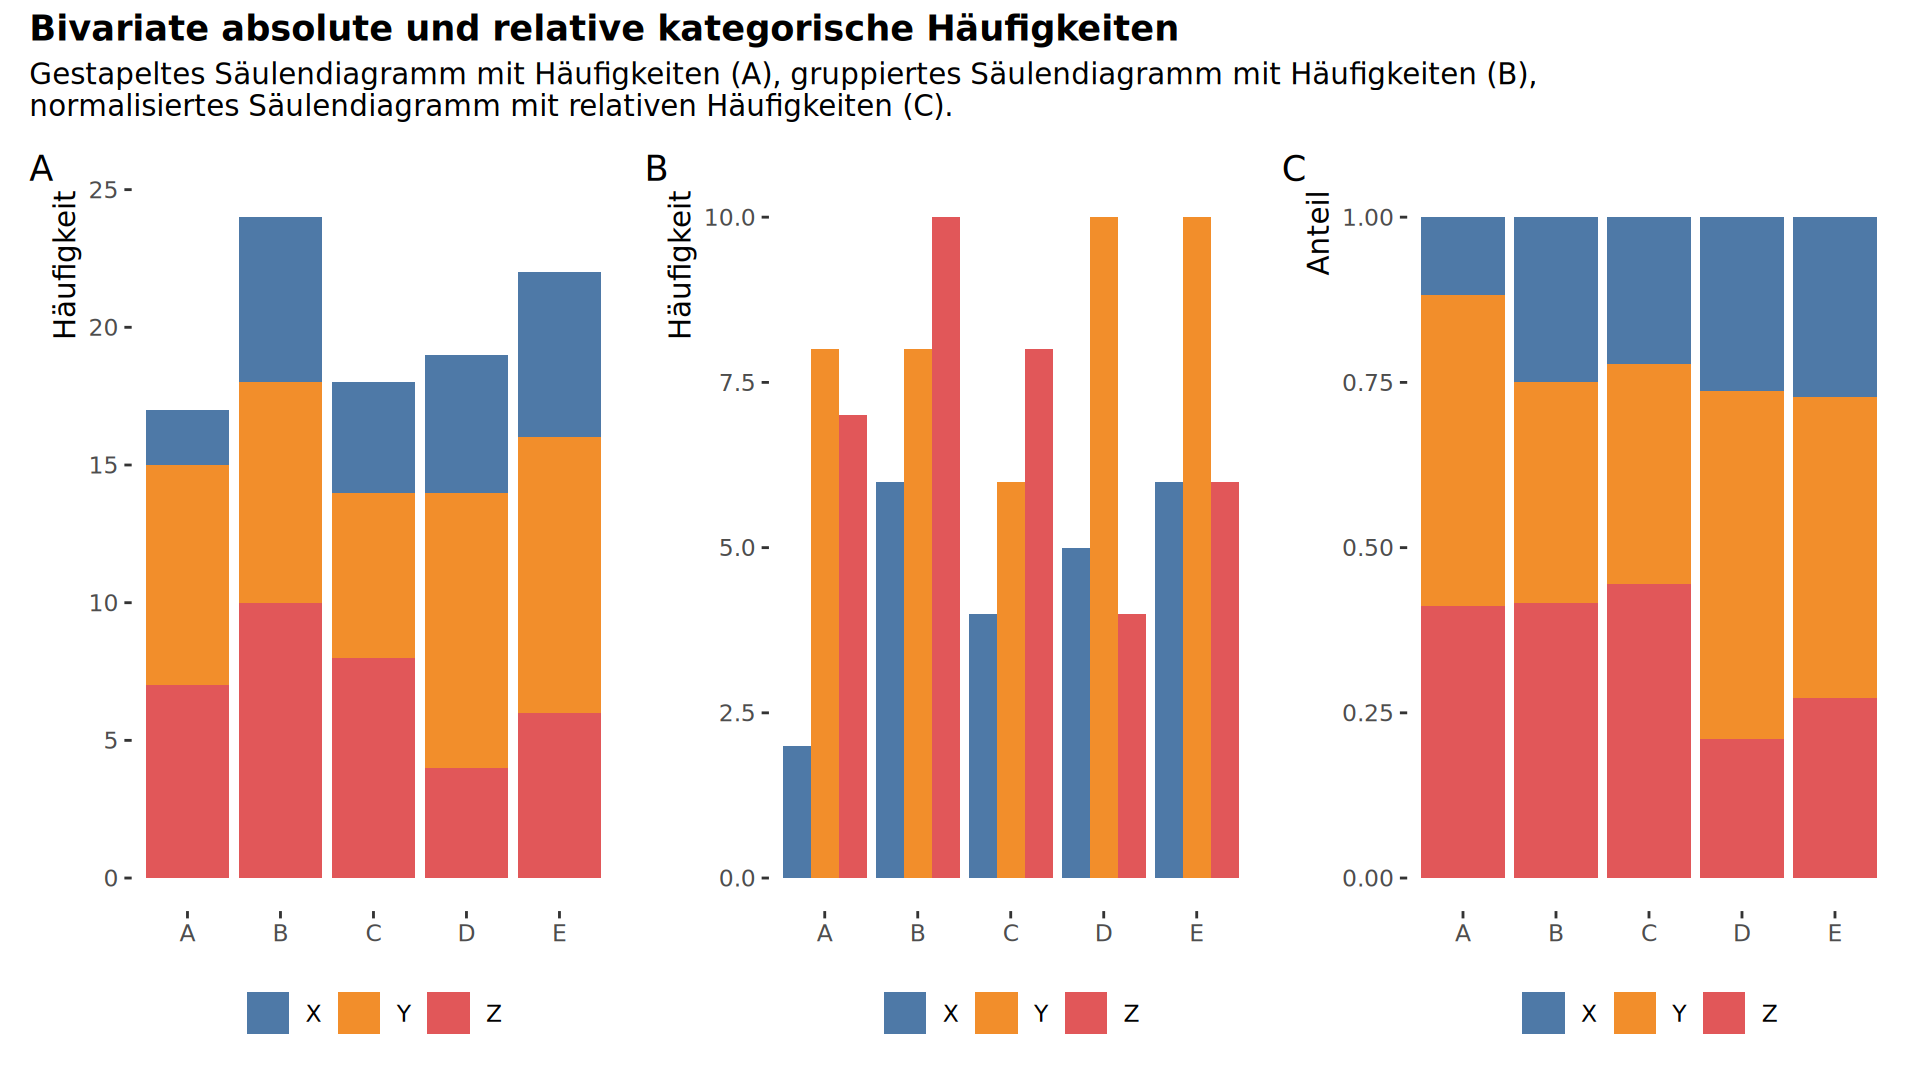 Bivariate absolute und relative kategorische Häufigkeiten
Gestapeltes Säulendiagramm mit Häufigkeiten (A), gruppiertes Säulendiagramm mit Häufigkeiten (B),
normalisiertes Säulendiagramm mit relativen Häufigkeiten (C).
A
Häufigkeit
25
20
15
10
5
0
A B C D E
X Y Z
B
Häufigkeit
10.0
7.5
5.0
2.5
0.0
A B C D E
X Y Z
C
Anteil
1.00
0.75
0.50
0.25
0.00
A B C D E
X Y Z